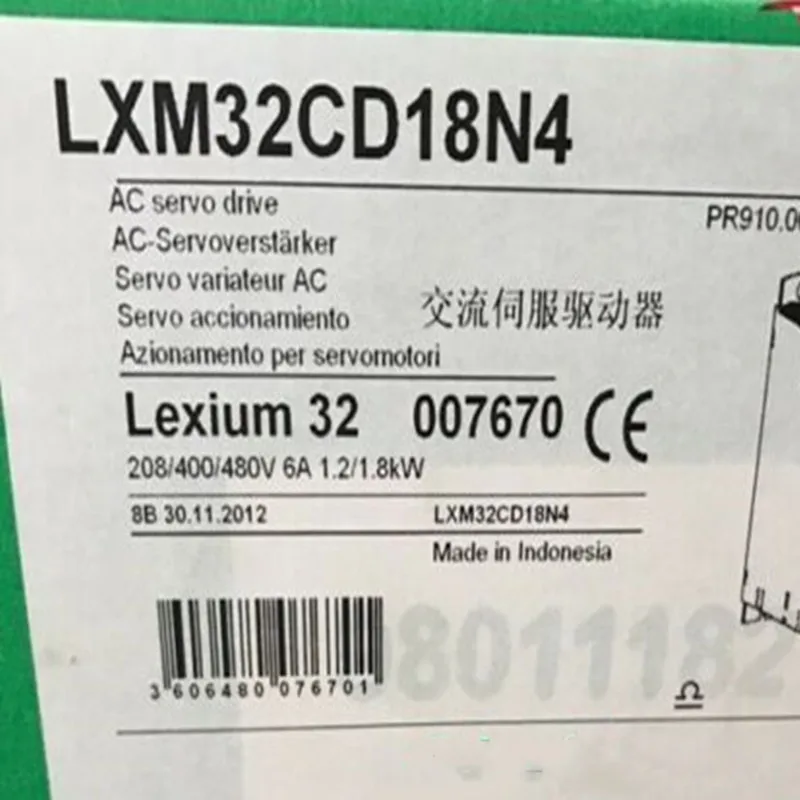 LXM32CD18N4
AC servo drive
PR910.00
AC-Servoverstärker
Servo variateur AC
Servo accionamiento
交流伺服驱动器
Azionamento per servomotori
Lexium 32 007670 CE
208/400/480V 6A 1.2/1.8kW
8B 30.11.2012 LXM32CD18N4
Made in Indonesia
3 606480 076701